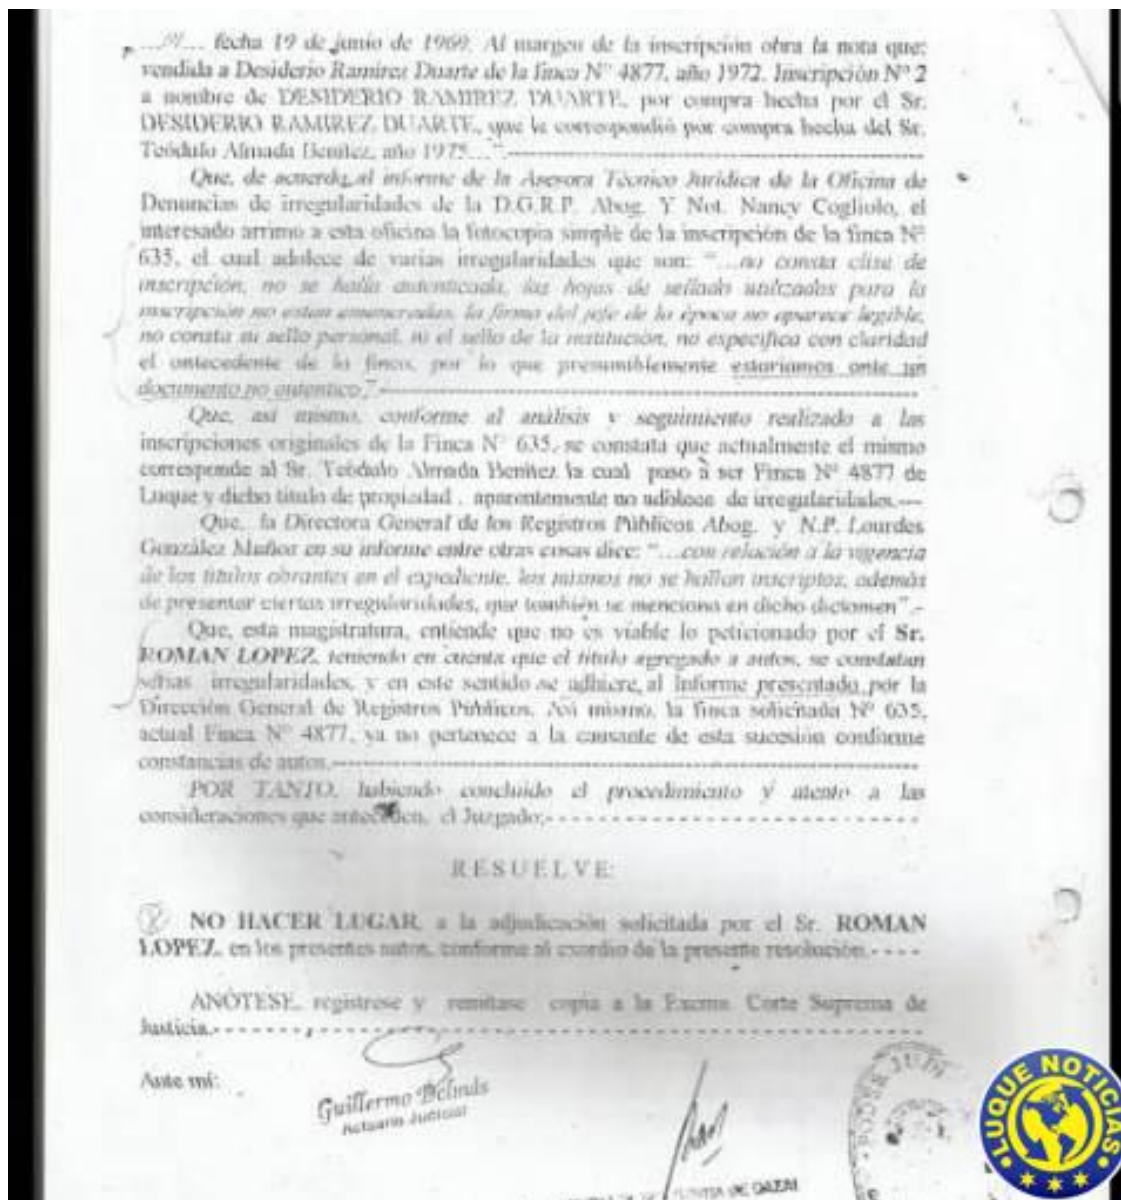 ...///... fecha 19 de junio de 1969. Al margen de la inscripción obra la nota que:
vendida a Desiderio Ramirez Duarte de la finca N° 4877, año 1972. Inscripción N° 2
a nombre de DESIDERIO RAMIREZ DUARTE, por compra hecha por el Sr.
DESIDERIO RAMIREZ DUARTE, que le correspondió por compra hecha del Sr.
Teódulo Almada Benítez, año 1975...".----------
Que, de acuerdo al informe de la Asesora Técnico Jurídica de la Oficina de
Denuncias de irregularidades de la D.G.R.P. Abog. Y Not. Nancy Cogliolo, el
interesado arrimo a esta oficina la fotocopia simple de la inscripción de la finca N°
635, el cual adolece de varias irregularidades que son: "...no consta clise de
inscripción, no se halla autenticada, las hojas de sellado utilizados para la
inscripción no estan enumeradas, la firma del jefe de la época no aparece legible,
no consta su sello personal, ni el sello de la institución, no especifica con claridad
el antecedente de la finca, por lo que presumiblemente estaríamos ante un
documento no autentico".----------
Que, así mismo, conforme al análisis y seguimiento realizado a las
inscripciones originales de la Finca N° 635, se constata que actualmente el mismo
corresponde al Sr. Teódulo Almada Benítez la cual paso a ser Finca N° 4877 de
Luque y dicho titulo de propiedad , aparentemente no adolece de irregularidades.---
Que, la Directora General de los Registros Públicos Abog. y N.P. Lourdes
González Muñoz en su informe entre otras cosas dice: "...con relación a la vigencia
de los títulos obrantes en el expediente, los mismos no se hallan inscriptos, además
de presentar ciertas irregularidades, que también se menciona en dicho dictamen".-
Que, esta magistratura, entiende que no es viable lo peticionado por el Sr.
ROMAN LOPEZ, teniendo en cuenta que el título agregado a autos, se constatan
serias irregularidades, y en este sentido se adhiere al Informe presentado por la
Dirección General de Registros Públicos. Así mismo, la finca solicitada N° 635,
actual Finca N° 4877, ya no pertenece a la causante de esta sucesión conforme
constancias de autos.----------
POR TANTO, habiendo concluido el procedimiento y atento a las
consideraciones que anteceden, el Juzgado;----------
RESUELVE:
NO HACER LUGAR, a la adjudicación solicitada por el Sr. ROMAN
LOPEZ, en los presentes autos, conforme al exordio de la presente resolución.----
ANÓTESE, regístrese y remítase copia a la Excma. Corte Suprema de
Justicia.----------
Ante mí:
Guillermo
Actuario Judicial
PODER JUDI
LUQUE NOTICIAS